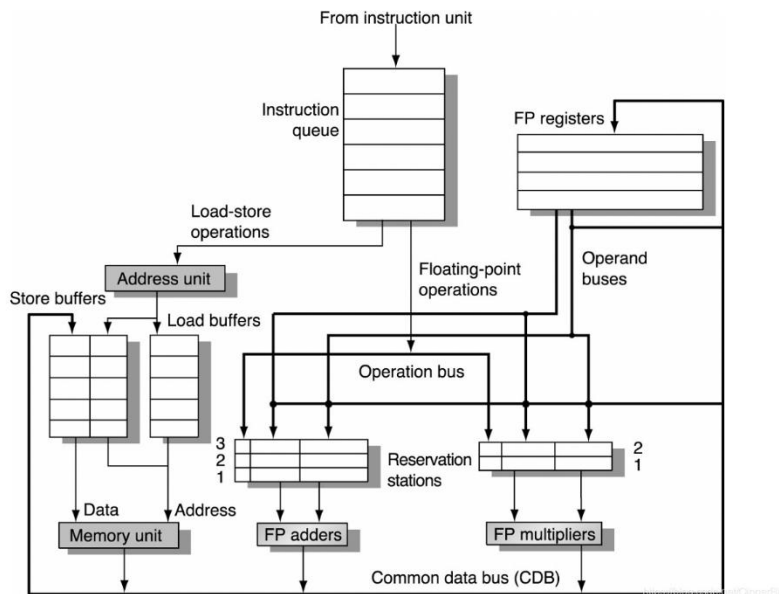 From instruction unit
Instruction
queue
FP registers
Load-store
operations
Address unit
Floating-point
operations
Operand
buses
Store buffers
Load buffers
Operation bus
3
2
1
Reservation
stations
2
1
Data
Address
Memory unit
FP adders
FP multipliers
Common data bus (CDB)